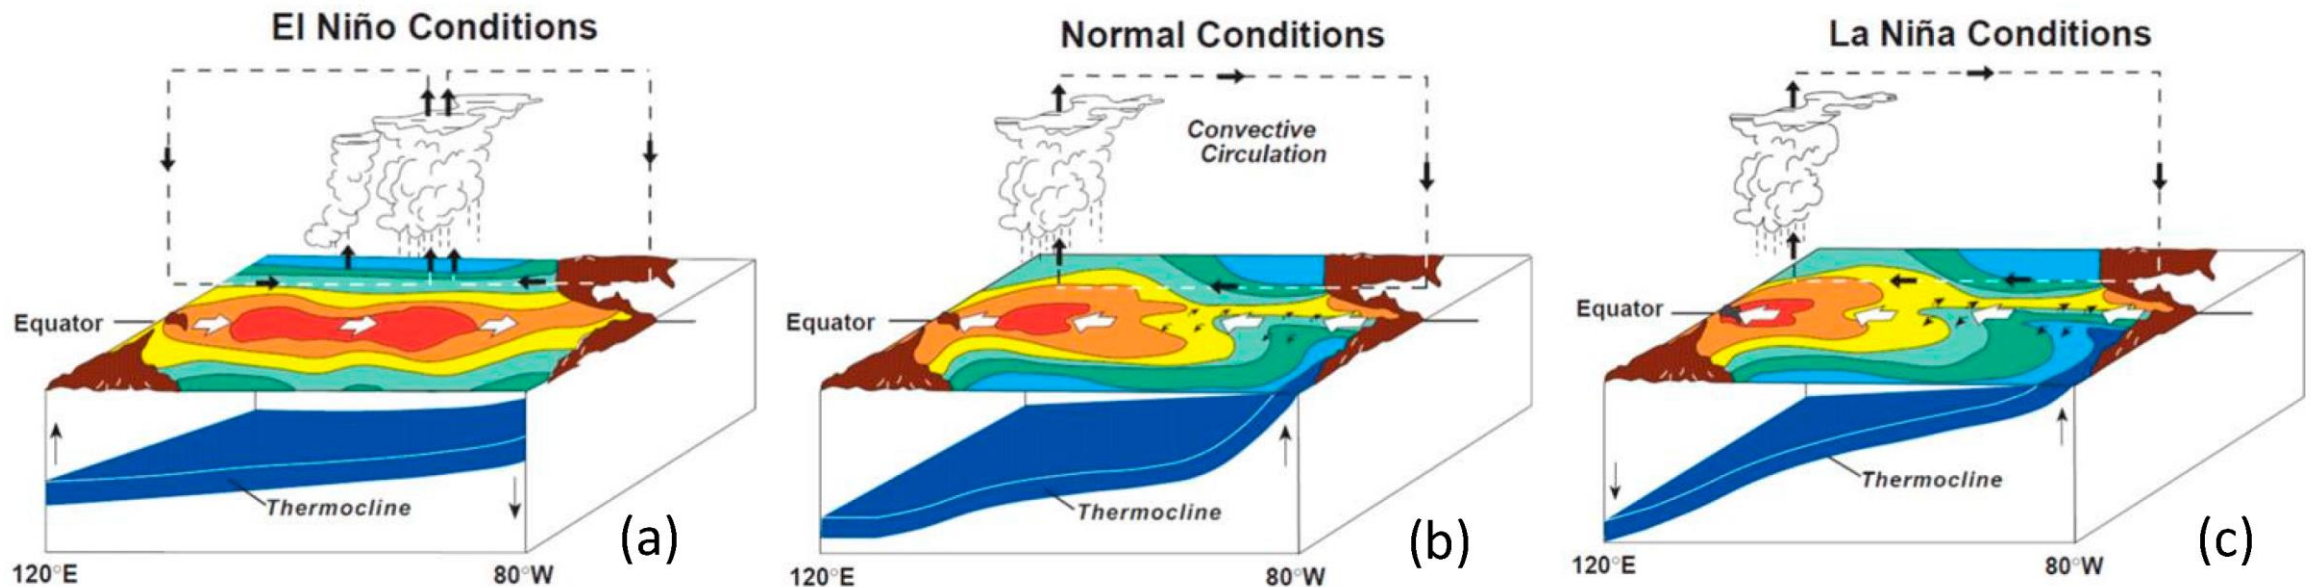 El Niño Conditions
Equator
Thermocline
120°E
80°W
(a)
Normal Conditions
Convective
Circulation
Equator
Thermocline
120°E
80°W
(b)
La Niña Conditions
Equator
Thermocline
120°E
80°W
(c)